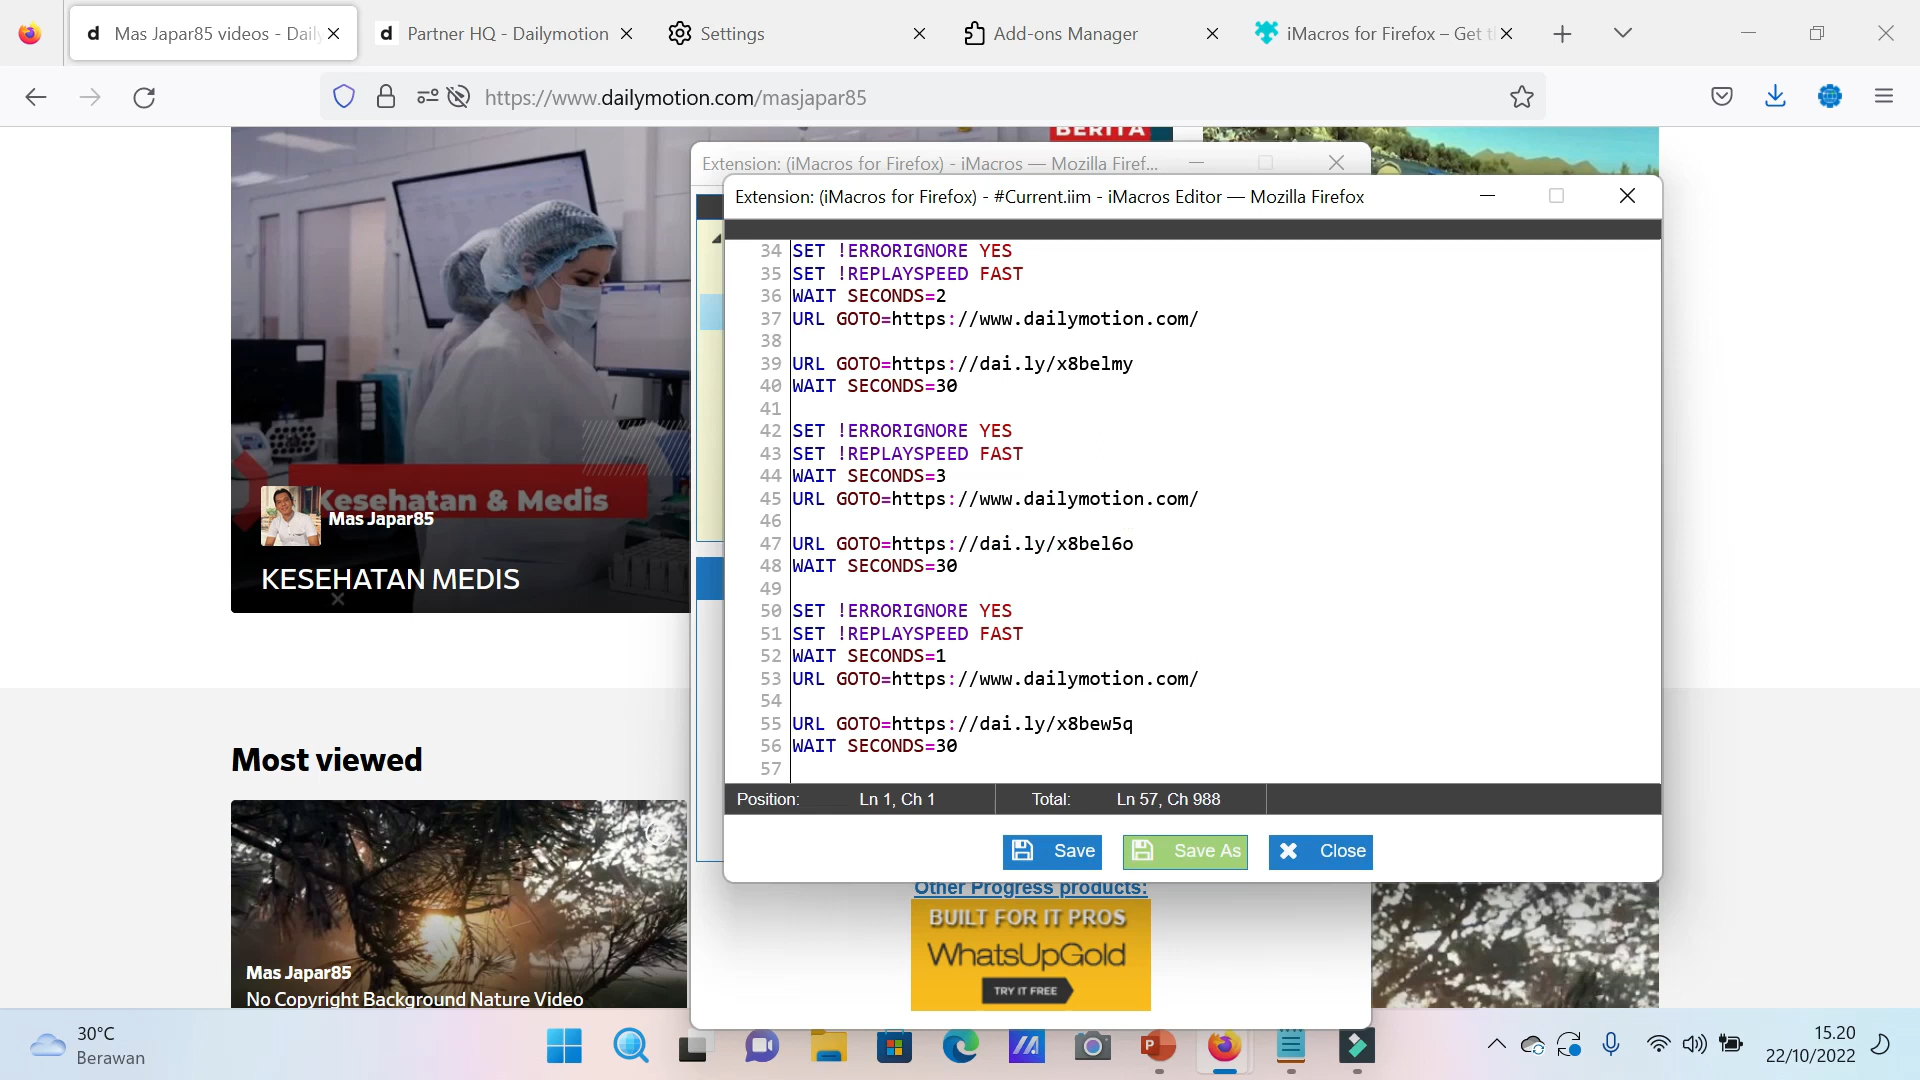 Mas Japar85 videos - Daily
Partner HQ - Dailymotion
Settings
Add-ons Manager
iMacros for Firefox – Get t
https://www.dailymotion.com/masjapar85
BERITA
Extension: (iMacros for Firefox) - iMacros — Mozilla Firef...
Extension: (iMacros for Firefox) - #Current.iim - iMacros Editor — Mozilla Firefox
34 SET !ERRORIGNORE YES
35 SET !REPLAYSPEED FAST
36 WAIT SECONDS=2
37 URL GOTO=https://www.dailymotion.com/
38
39 URL GOTO=https://dai.ly/x8belmy
40 WAIT SECONDS=30
41
42 SET !ERRORIGNORE YES
43 SET !REPLAYSPEED FAST
44 WAIT SECONDS=3
45 URL GOTO=https://www.dailymotion.com/
46
47 URL GOTO=https://dai.ly/x8bel6o
48 WAIT SECONDS=30
49
50 SET !ERRORIGNORE YES
51 SET !REPLAYSPEED FAST
52 WAIT SECONDS=1
53 URL GOTO=https://www.dailymotion.com/
54
55 URL GOTO=https://dai.ly/x8bew5q
56 WAIT SECONDS=30
57
Position: Ln 1, Ch 1 Total: Ln 57, Ch 988
Save Save As Close
Kesehatan & Medis
Mas Japar85
KESEHATAN MEDIS
Most viewed
Mas Japar85
No Copyright Background Nature Video
Other Progress products:
BUILT FOR IT PROS
WhatsUpGold
TRY IT FREE
30°C
Berawan
15.20
22/10/2022